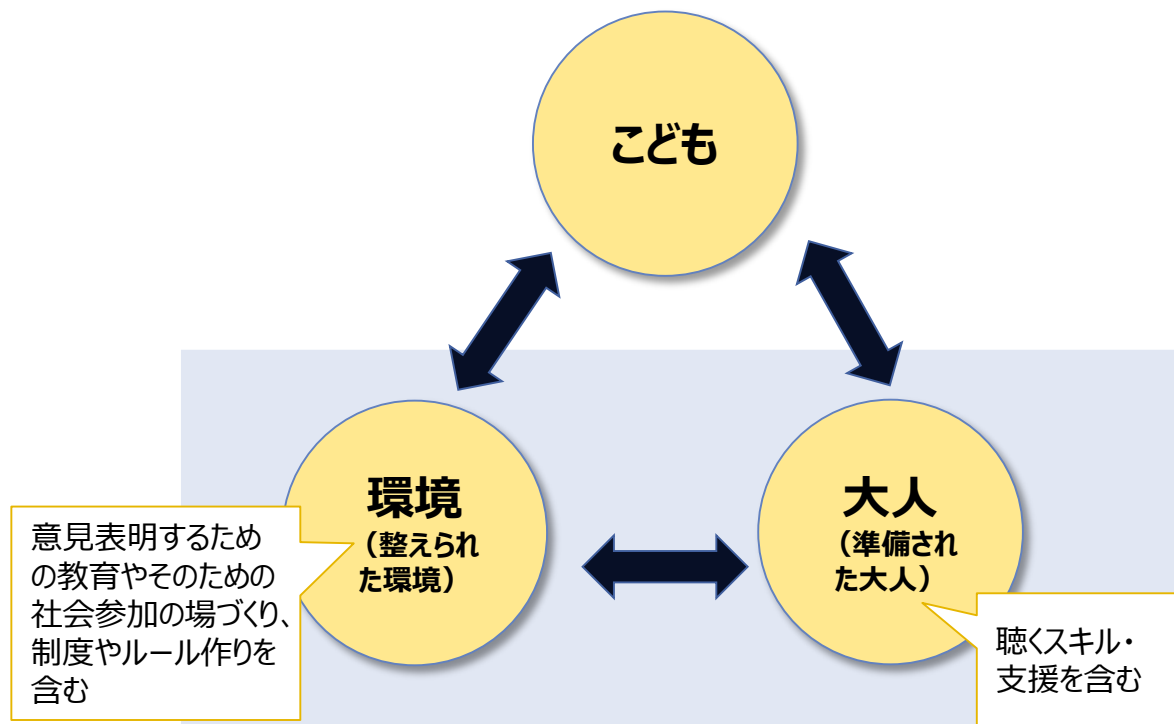 こども
環境
（整えられ
た環境）
大人
（準備され
た大人）
意見表明するため
の教育やそのための
社会参加の場づくり、
制度やルール作りを
含む
聴くスキル・
支援を含む